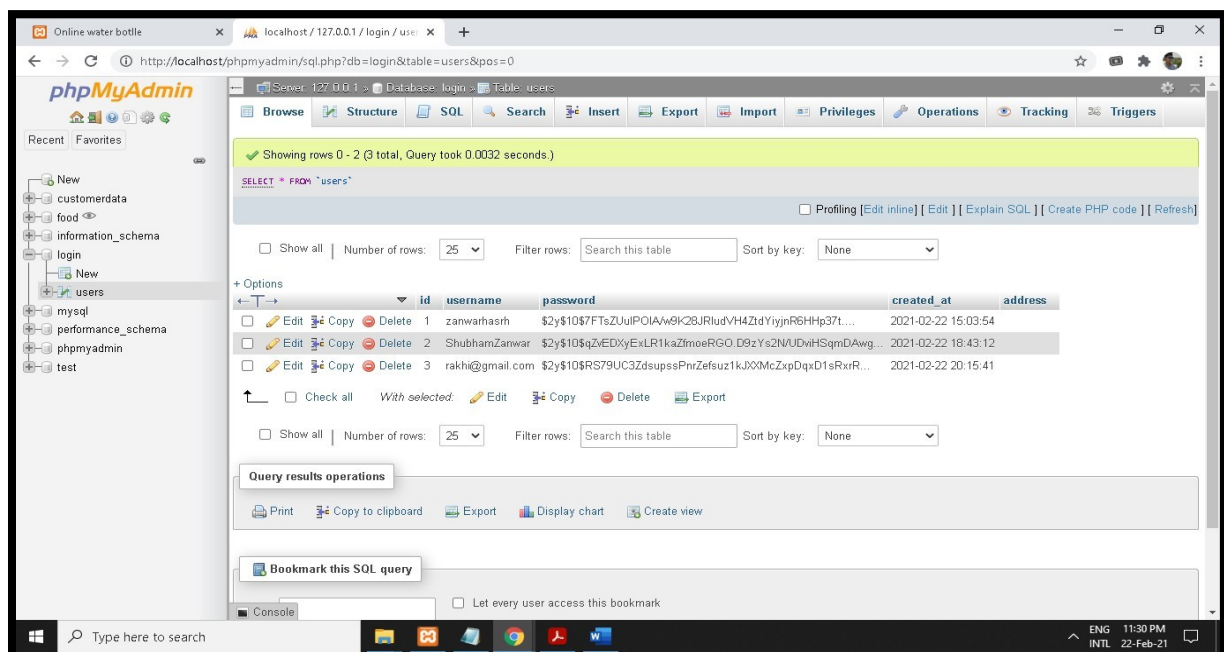 Online water botlle
localhost / 127.0.0.1 / login / use
http://localhost/phpmyadmin/sql.php?db=login&table=users&pos=0
phpMyAdmin
Recent Favorites
New
customerdata
food
information_schema
login
New
users
mysql
performance_schema
phpmyadmin
test
Server: 127.0.0.1 » Database: login » Table: users
Browse Structure SQL Search Insert Export Import Privileges Operations Tracking Triggers
Showing rows 0 - 2 (3 total, Query took 0.0032 seconds.)
SELECT * FROM `users`
Profiling [Edit inline] [ Edit ] [ Explain SQL ] [ Create PHP code ] [ Refresh]
Show all | Number of rows: 25 Filter rows: Search this table Sort by key: None
+ Options
id username password created_at address
Edit Copy Delete 1 zanwarhasrh 2021-02-22 15:03:54
Edit Copy Delete 2 ShubhamZanwar 2021-02-22 18:43:12
Edit Copy Delete 3 rakhi@gmail.com 2021-02-22 20:15:41
Check all With selected: Edit Copy Delete Export
Show all | Number of rows: 25 Filter rows: Search this table Sort by key: None
Query results operations
Print Copy to clipboard Export Display chart Create view
Bookmark this SQL query
Let every user access this bookmark
Console
Type here to search
ENG 11:30 PM
INTL 22-Feb-21